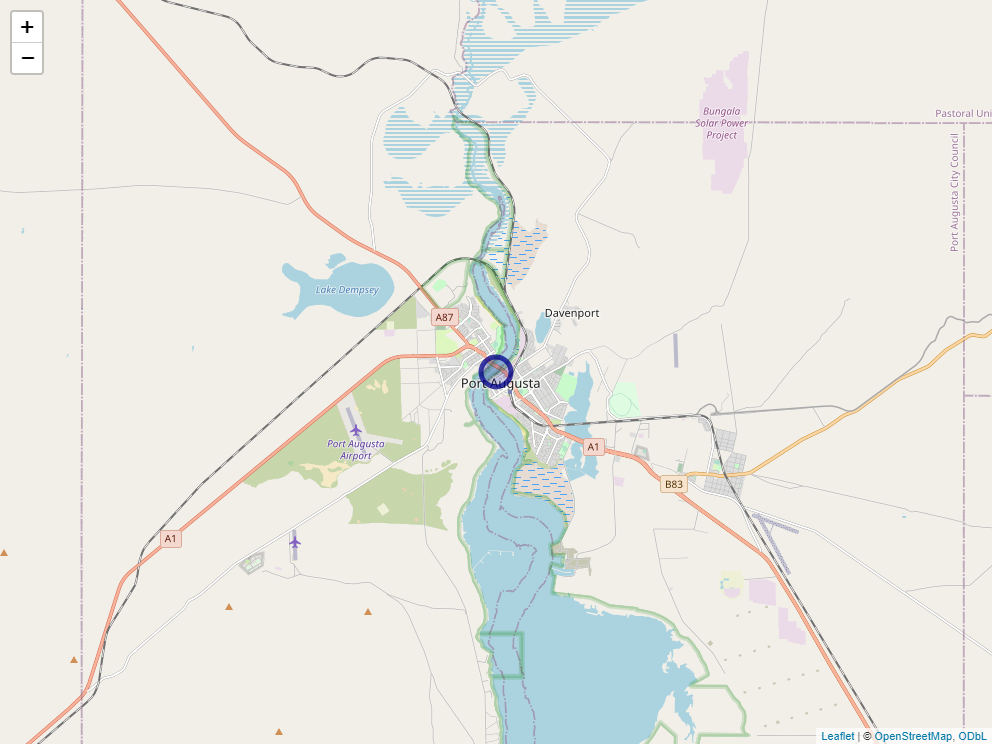 +
−
Bungala
Solar Power
Project
Pastoral Uni
Port Augusta City Council
Lake Dempsey
A87
Davenport
Port Augusta
Port Augusta
Airport
A1
B83
A1
Leaflet | © OpenStreetMap, ODbL